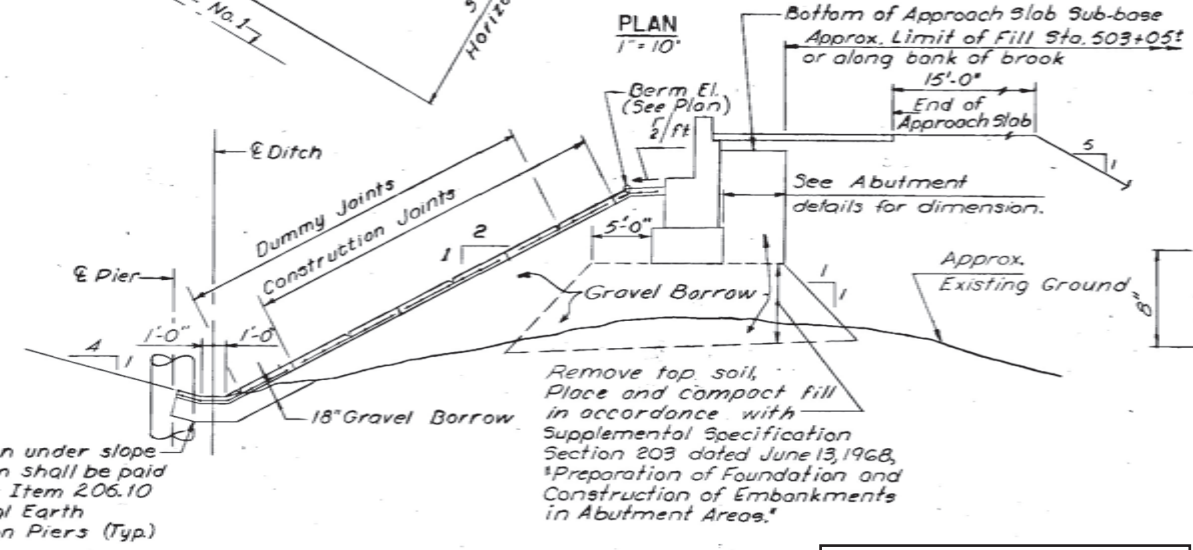 No. 1
Horiz
PLAN
1" = 10'
Bottom of Approach Slab Sub-base
Approx. Limit of Fill Sta. 503+05±
or along bank of brook
15'-0"
End of
Approach Slab
Berm El.
(See Plan)
/ft
℄ Ditch
Dummy Joints
Construction Joints
5
1
See Abutment
details for dimension.
2
1
5'-0"
℄ Pier
Gravel Borrow
1
1
Approx.
Existing Ground
8"
1'-0"
1'-0"
4
1
18" Gravel Borrow
Remove top soil,
Place and compact fill
in accordance with
Supplemental Specification
Section 203 dated June 13, 1968,
"Preparation of Foundation and
Construction of Embankments
in Abutment Areas."
n under slope
n shall be paid
Item 206.10
al Earth
n Piers (Typ.)